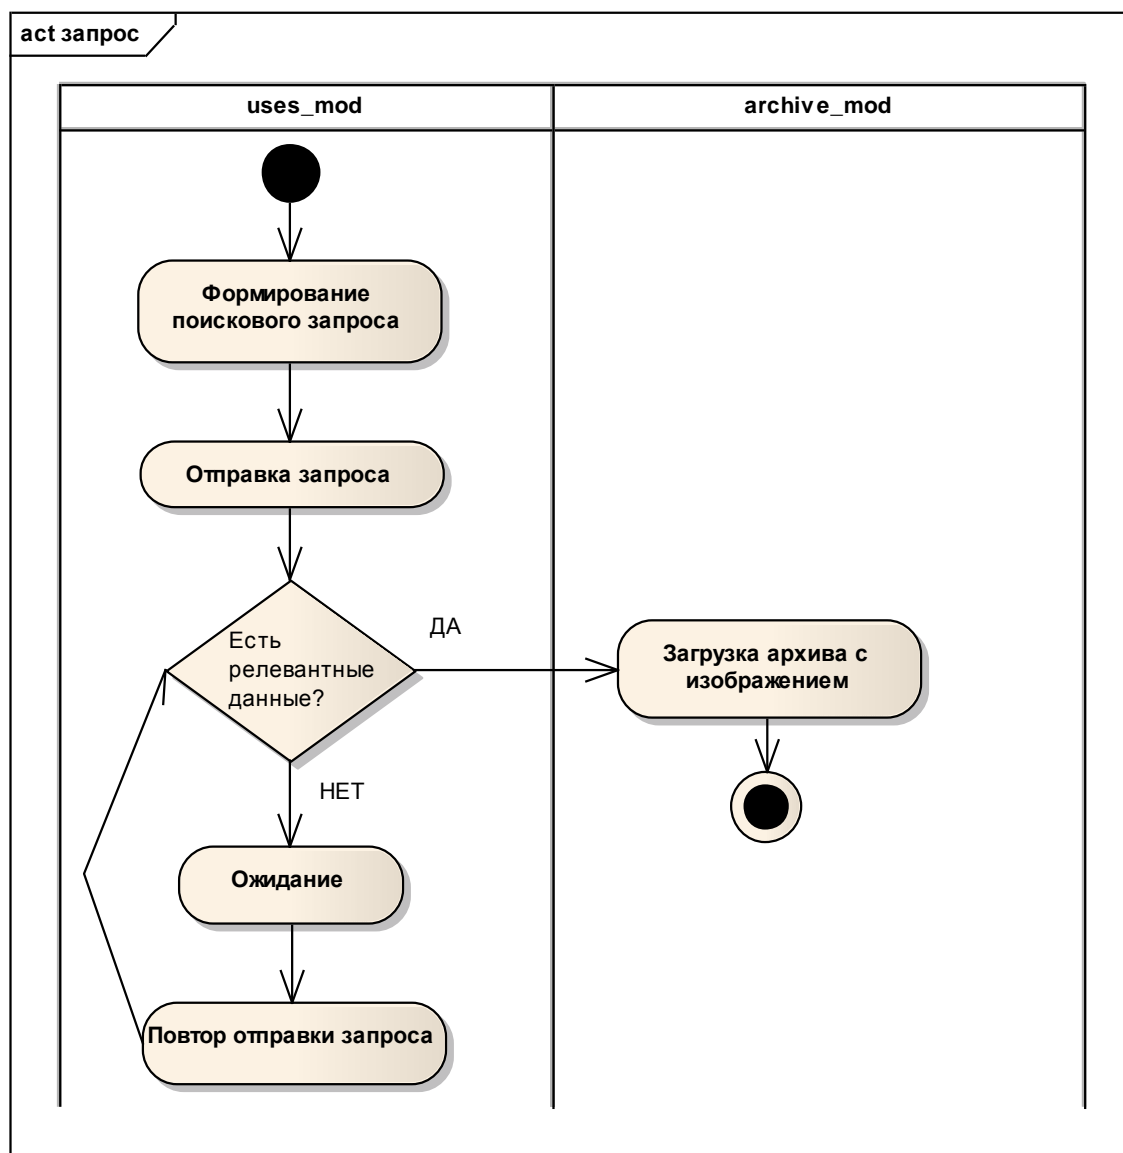 act запрос
uses_mod
archive_mod
Формирование
поискового запроса
Отправка запроса
Есть
релевантные
данные?
ДА
Загрузка архива с
изображением
НЕТ
Ожидание
Повтор отправки запроса